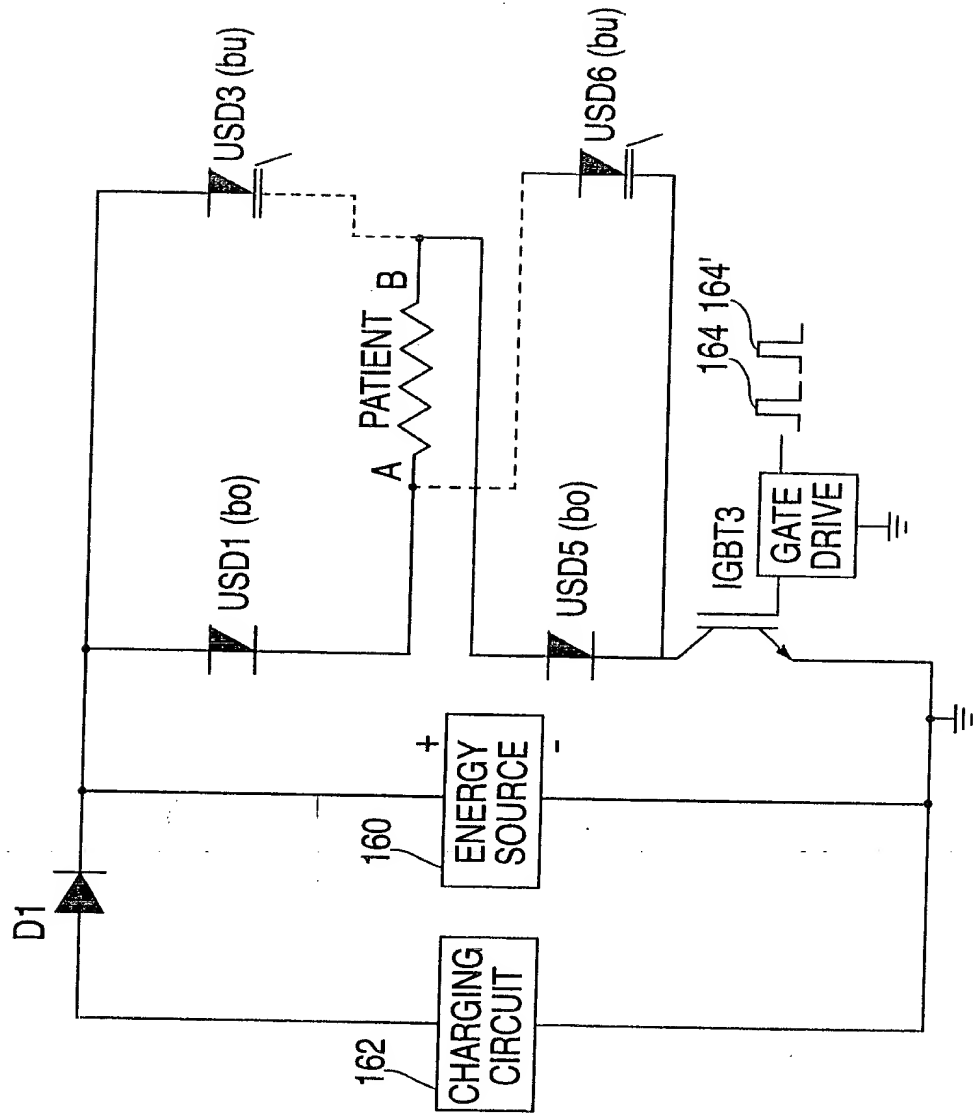 D1
USD3 (bu)
USD1 (bo)
PATIENT
A
B
USD6 (bu)
USD5 (bo)
+
-
160
ENERGY
SOURCE
162
CHARGING
CIRCUIT
IGBT3
GATE
DRIVE
164
164'